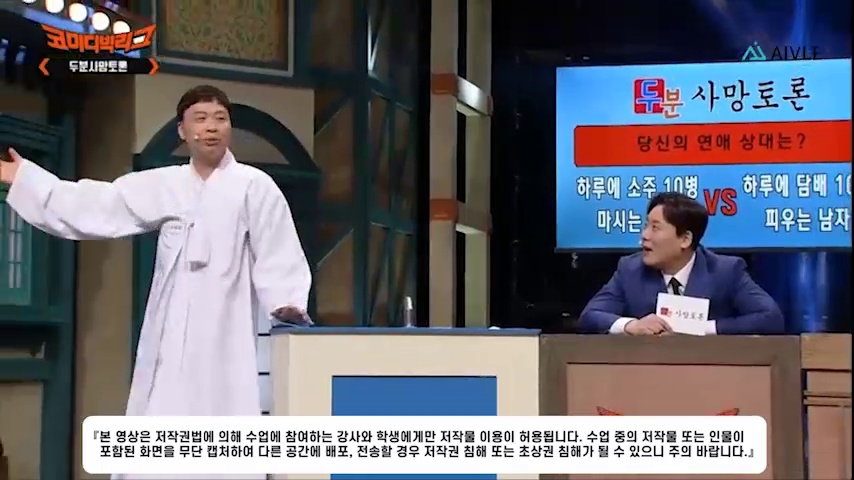 코미디빅리그
두분사망토론
AIVLE
두분 사망토론
당신의 연애 상대는?
하루에 소주 10병
마시는
VS
하루에 담배 10
피우는 남자
두분 사망토론
『본 영상은 저작권법에 의해 수업에 참여하는 강사와 학생에게만 저작물 이용이 허용됩니다. 수업 중의 저작물 또는 인물이
포함된 화면을 무단 캡처하여 다른 공간에 배포, 전송할 경우 저작권 침해 또는 초상권 침해가 될 수 있으니 주의 바랍니다.』